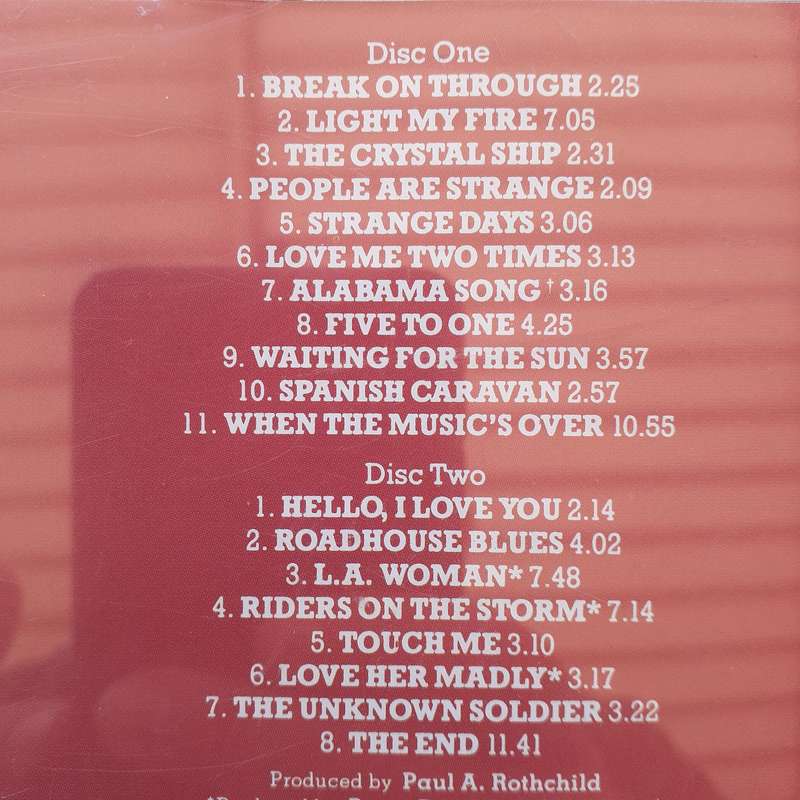 Disc One
1. BREAK ON THROUGH 2.25
2. LIGHT MY FIRE 7.05
3. THE CRYSTAL SHIP 2.31
4. PEOPLE ARE STRANGE 2.09
5. STRANGE DAYS 3.06
6. LOVE ME TWO TIMES 3.13
7. ALABAMA SONG † 3.16
8. FIVE TO ONE 4.25
9. WAITING FOR THE SUN 3.57
10. SPANISH CARAVAN 2.57
11. WHEN THE MUSIC'S OVER 10.55
Disc Two
1. HELLO, I LOVE YOU 2.14
2. ROADHOUSE BLUES 4.02
3. L.A. WOMAN* 7.48
4. RIDERS ON THE STORM* 7.14
5. TOUCH ME 3.10
6. LOVE HER MADLY* 3.17
7. THE UNKNOWN SOLDIER 3.22
8. THE END 11.41
Produced by Paul A. Rothchild